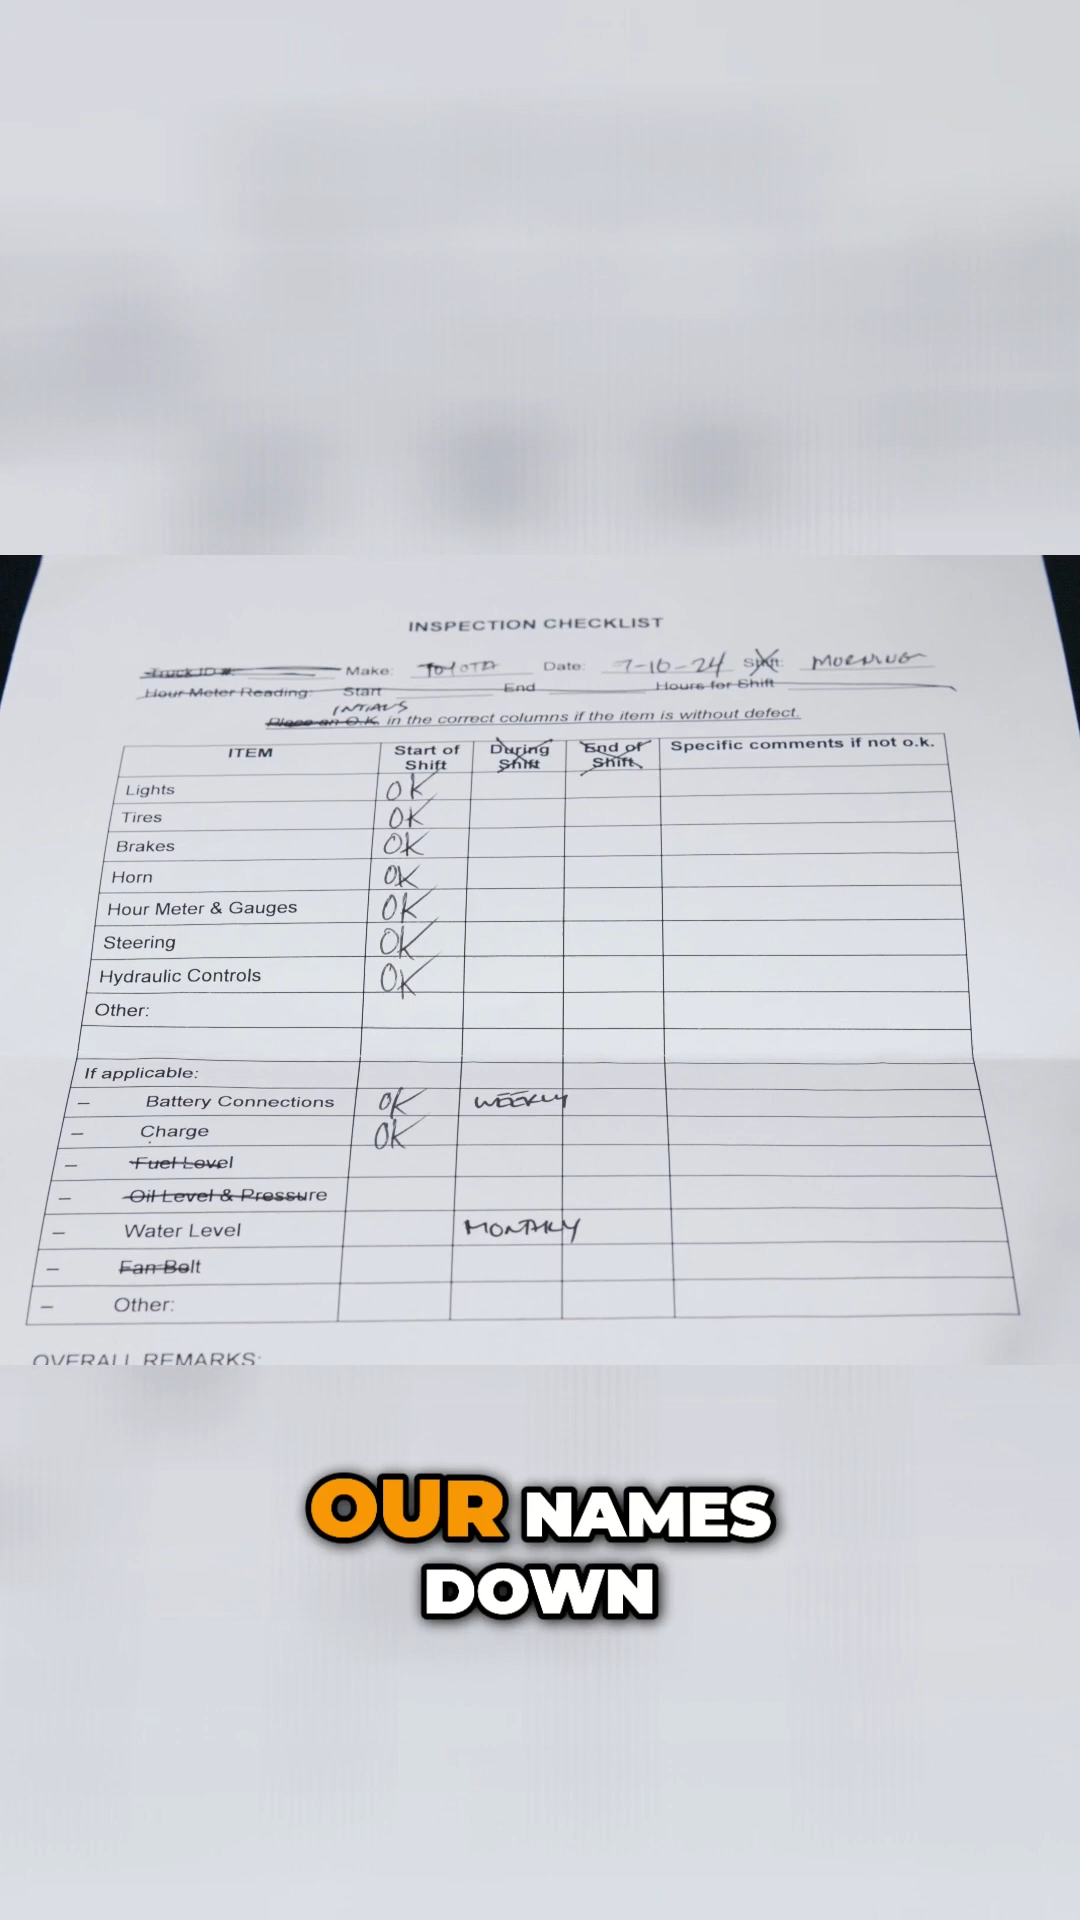 INSPECTION CHECKLIST
Truck ID #: Make: TOYOTA Date: 7-10-24 Shift: MORNING
Hour Meter Reading: Start End Hours for Shift
INTIALS
Place an O.K. in the correct columns if the item is without defect.
ITEM Start of Shift During Shift End of Shift Specific comments if not o.k.
Lights OK
Tires OK
Brakes OK
Horn OK
Hour Meter & Gauges OK
Steering OK
Hydraulic Controls OK
Other:
If applicable:
– Battery Connections OK WEEKLY
– Charge OK
– Fuel Level
– Oil Level & Pressure
– Water Level MONTHLY
– Fan Belt
– Other:
OVERALL REMARKS:
OUR NAMES
DOWN